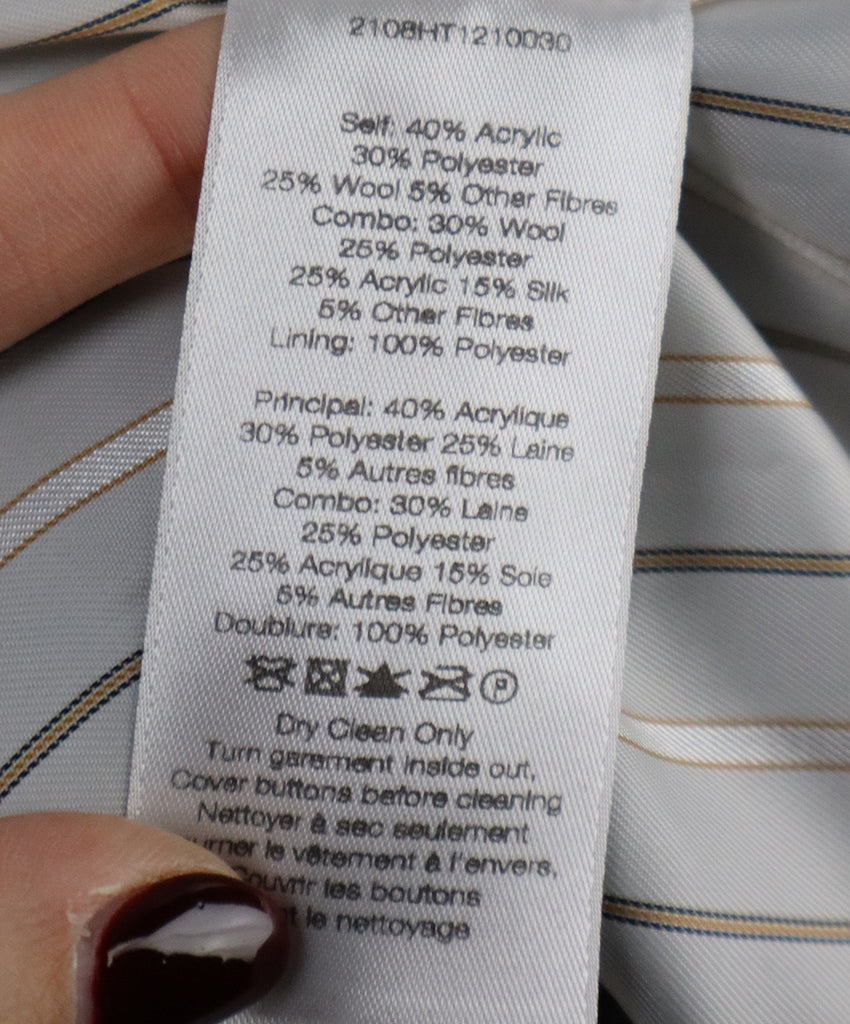 2108HT1210030
Self: 40% Acrylic
30% Polyester
25% Wool 5% Other Fibres
Combo: 30% Wool
25% Polyester
25% Acrylic 15% Silk
5% Other Fibres
Lining: 100% Polyester
Principal: 40% Acrylique
30% Polyester 25% Laine
5% Autres fibres
Combo: 30% Laine
25% Polyester
25% Acrylique 15% Soie
5% Autres Fibres
Doublure: 100% Polyester
P
Dry Clean Only
Turn garament inside out,
Cover buttons before cleaning
Nettoyer à sec seulement
le vêtement à l'envers,
Couvrir les boutons
le nettoyage